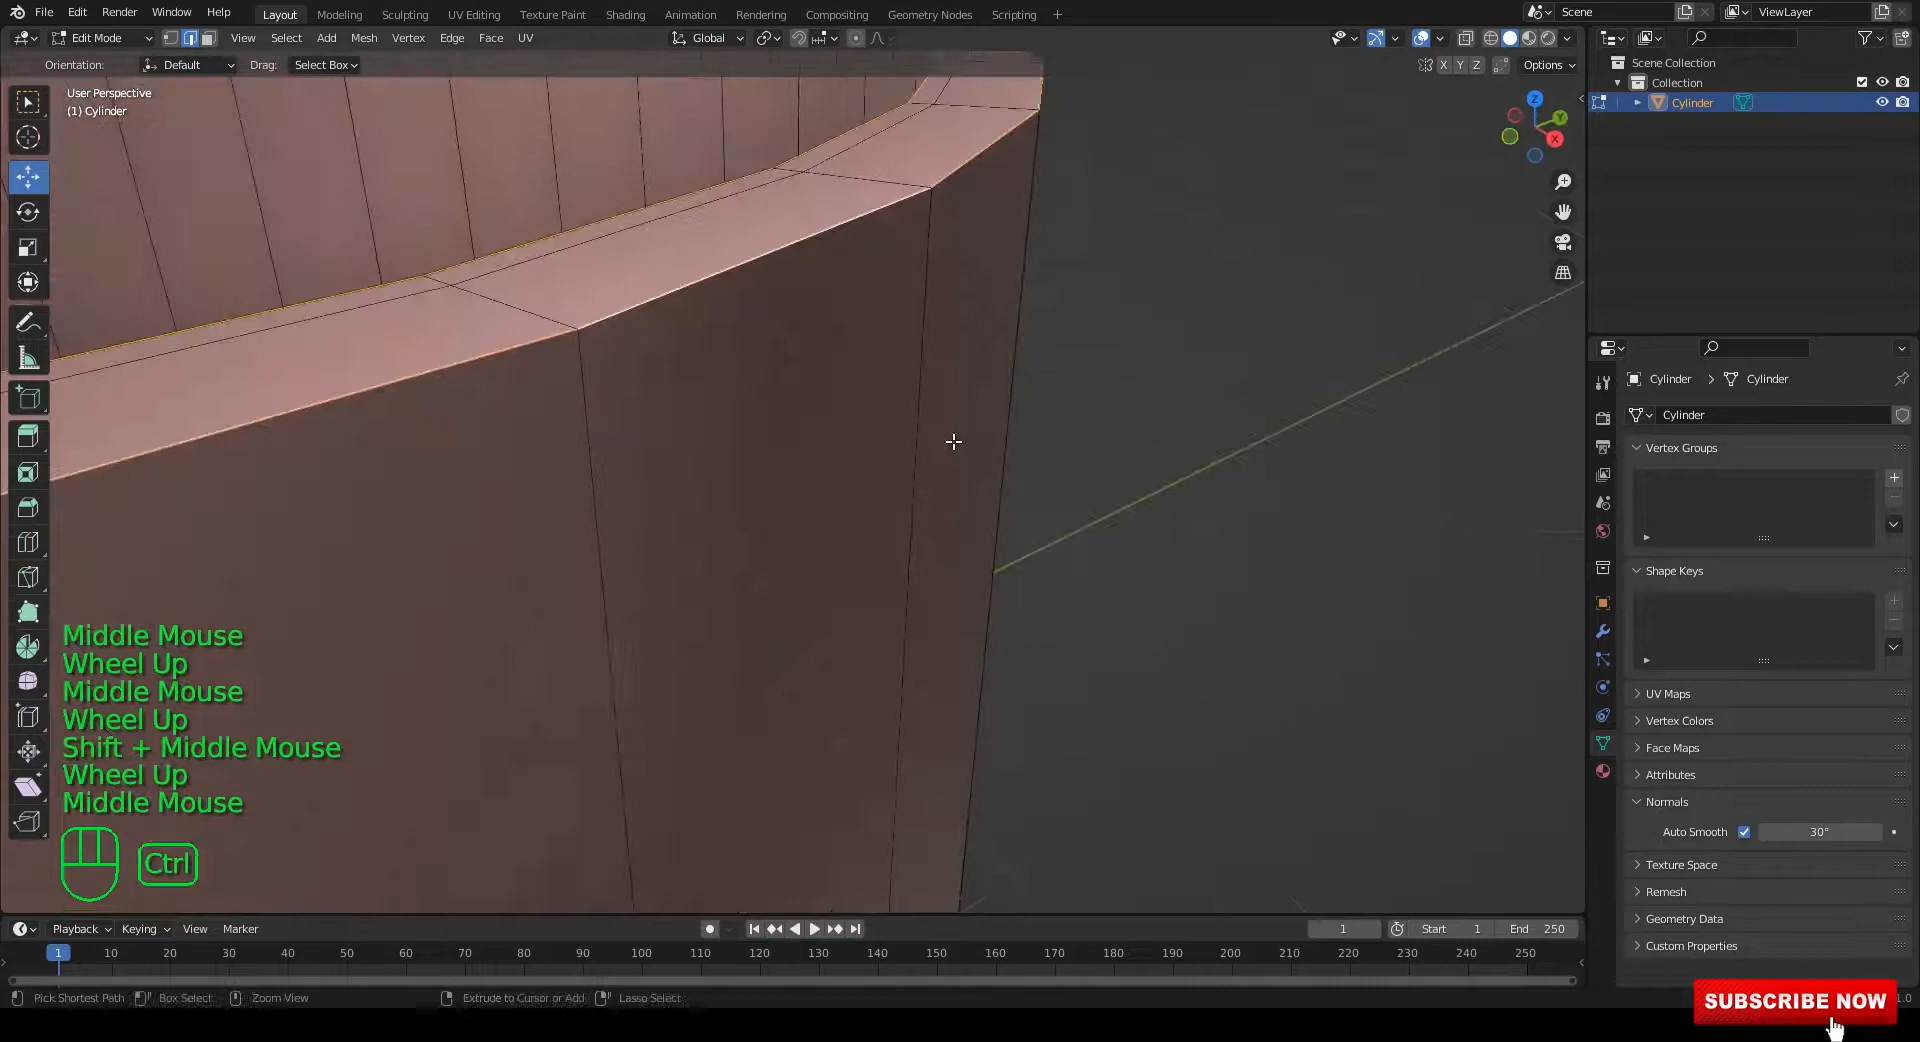 File Edit Render Window Help Layout Modeling Sculpting UV Editing Texture Paint Shading Animation Rendering Compositing Geometry Nodes Scripting + Scene ViewLayer
Edit Mode View Select Add Mesh Vertex Edge Face UV Global
Orientation: Default Drag: Select Box X Y Z Options
User Perspective
(1) Cylinder
Z
Y
X
Scene Collection
Collection
Cylinder
Cylinder > Cylinder
Cylinder
Vertex Groups
Shape Keys
UV Maps
Vertex Colors
Face Maps
Attributes
Normals
Auto Smooth 30°
Texture Space
Remesh
Geometry Data
Custom Properties
Middle Mouse
Wheel Up
Middle Mouse
Wheel Up
Shift + Middle Mouse
Wheel Up
Middle Mouse
Ctrl
Playback Keying View Marker 1 Start 1 End 250
1 10 20 30 40 50 60 70 80 90 100 110 120 130 140 150 160 170 180 190 200 210 220 230 240 250
Pick Shortest Path Box Select Zoom View Extrude to Cursor or Add Lasso Select
SUBSCRIBE NOW